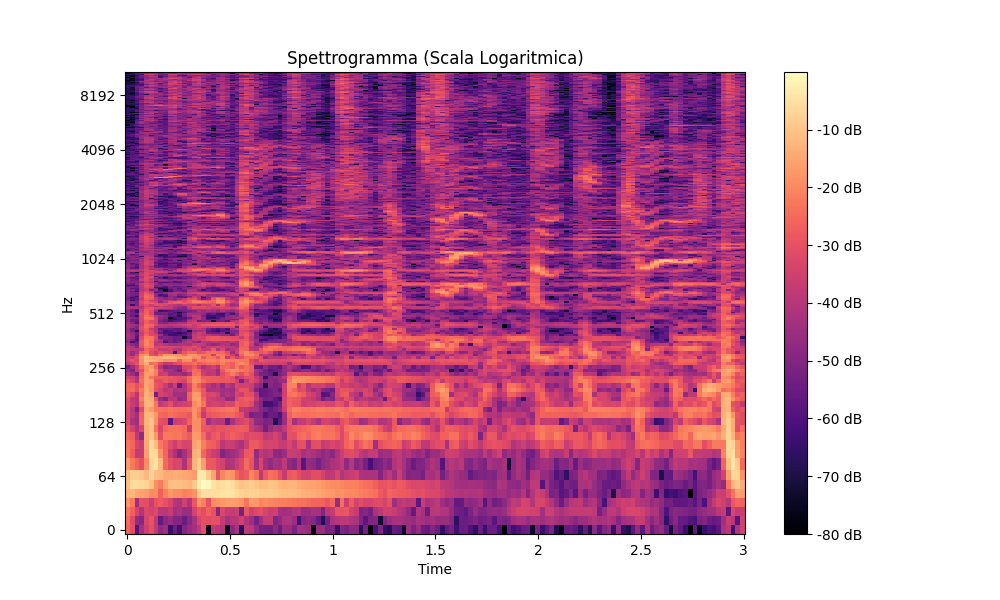 Spettrogramma (Scala Logaritmica)
8192
4096
2048
1024
512
256
128
64
0
Hz
0
0.5
1
1.5
2
2.5
3
Time
-10 dB
-20 dB
-30 dB
-40 dB
-50 dB
-60 dB
-70 dB
-80 dB